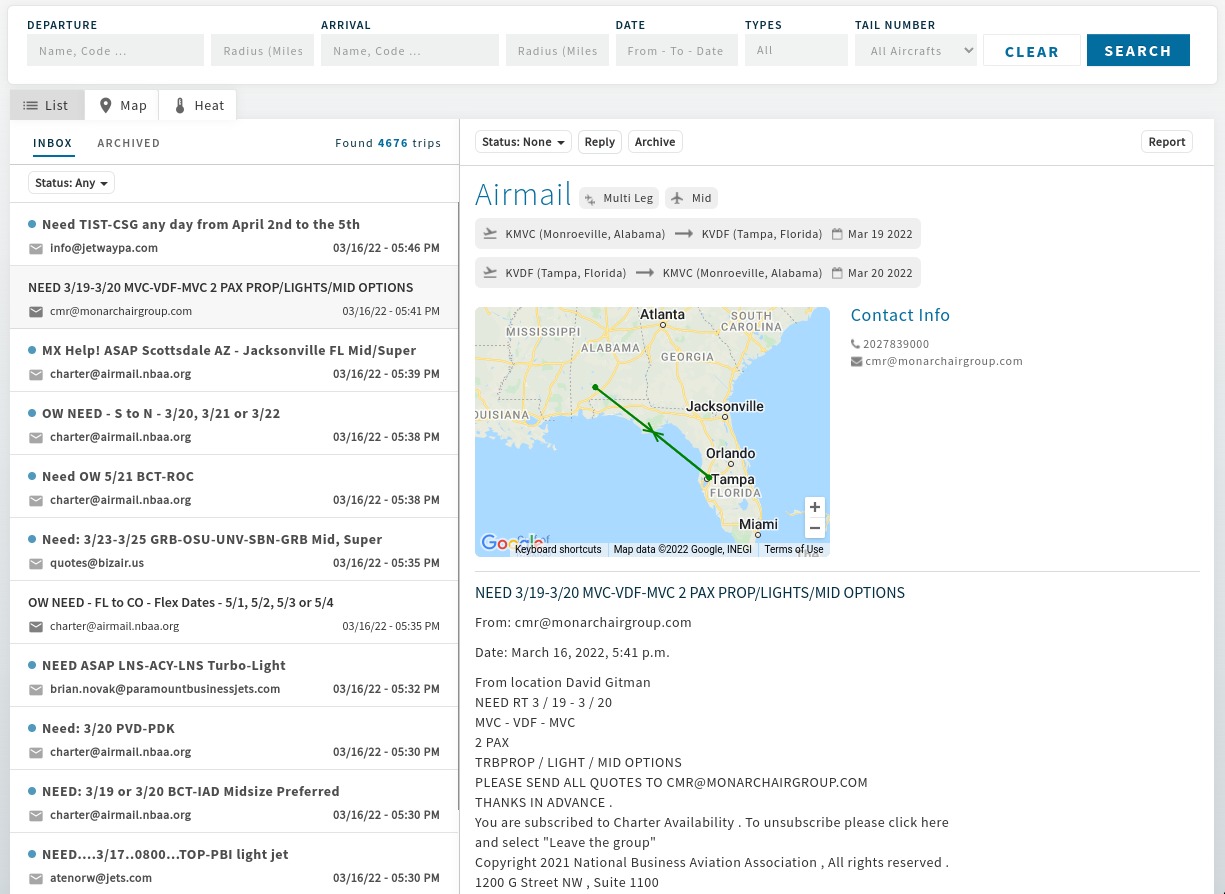 DEPARTURE ARRIVAL DATE TYPES TAIL NUMBER
Name, Code ... Radius (Miles Name, Code ... Radius (Miles From - To - Date All All Aircrafts CLEAR SEARCH
List Map Heat
INBOX ARCHIVED Found 4676 trips
Status: Any
Need TIST-CSG any day from April 2nd to the 5th
info@jetwaypa.com 03/16/22 - 05:46 PM
NEED 3/19-3/20 MVC-VDF-MVC 2 PAX PROP/LIGHTS/MID OPTIONS
cmr@monarchairgroup.com 03/16/22 - 05:41 PM
MX Help! ASAP Scottsdale AZ - Jacksonville FL Mid/Super
charter@airmail.nbaa.org 03/16/22 - 05:39 PM
OW NEED - S to N - 3/20, 3/21 or 3/22
charter@airmail.nbaa.org 03/16/22 - 05:38 PM
Need OW 5/21 BCT-ROC
charter@airmail.nbaa.org 03/16/22 - 05:38 PM
Need: 3/23-3/25 GRB-OSU-UNV-SBN-GRB Mid, Super
quotes@bizair.us 03/16/22 - 05:35 PM
OW NEED - FL to CO - Flex Dates - 5/1, 5/2, 5/3 or 5/4
charter@airmail.nbaa.org 03/16/22 - 05:35 PM
NEED ASAP LNS-ACY-LNS Turbo-Light
brian.novak@paramountbusinessjets.com 03/16/22 - 05:32 PM
Need: 3/20 PVD-PDK
charter@airmail.nbaa.org 03/16/22 - 05:30 PM
NEED: 3/19 or 3/20 BCT-IAD Midsize Preferred
charter@airmail.nbaa.org 03/16/22 - 05:30 PM
NEED....3/17..0800...TOP-PBI light jet
atenorw@jets.com 03/16/22 - 05:30 PM
Status: None Reply Archive Report
Airmail Multi Leg Mid
KMVC (Monroeville, Alabama) KVDF (Tampa, Florida) Mar 19 2022
KVDF (Tampa, Florida) KMVC (Monroeville, Alabama) Mar 20 2022
Atlanta
SOUTH
CAROLINA
MISSISSIPPI
ALABAMA
GEORGIA
Jacksonville
OUISIANA
Orlando
Tampa
FLORIDA
Miami
+
−
Google
Keyboard shortcuts Map data ©2022 Google, INEGI Terms of Use
Contact Info
2027839000
cmr@monarchairgroup.com
NEED 3/19-3/20 MVC-VDF-MVC 2 PAX PROP/LIGHTS/MID OPTIONS
From: cmr@monarchairgroup.com
Date: March 16, 2022, 5:41 p.m.
From location David Gitman
NEED RT 3 / 19 - 3 / 20
MVC - VDF - MVC
2 PAX
TRBPROP / LIGHT / MID OPTIONS
PLEASE SEND ALL QUOTES TO CMR@MONARCHAIRGROUP.COM
THANKS IN ADVANCE .
You are subscribed to Charter Availability . To unsubscribe please click here
and select "Leave the group"
Copyright 2021 National Business Aviation Association , All rights reserved .
1200 G Street NW , Suite 1100